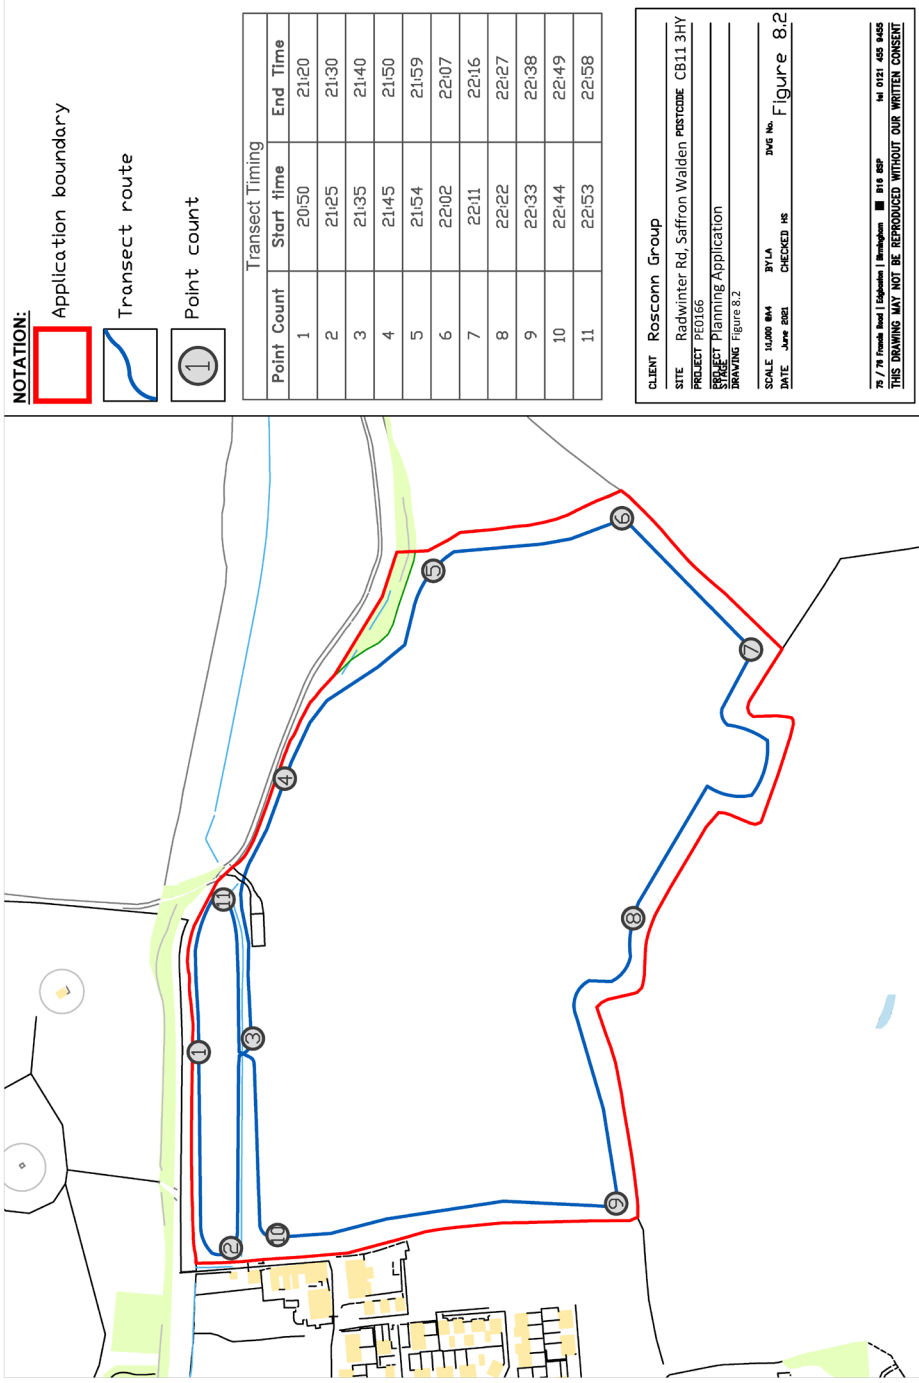 NOTATION:
Application boundary
Transect route
1 Point count
Transect Timing
Point Count Start time End Time
1 20:50 21:20
2 21:25 21:30
3 21:35 21:40
4 21:45 21:50
5 21:54 21:59
6 22:02 22:07
7 22:11 22:16
8 22:22 22:27
9 22:33 22:38
10 22:44 22:49
11 22:53 22:58
CLIENT Rosconn Group
SITE Radwinter Rd, Saffron Walden POSTCODE CB11 3HY
PROJECT PE0166
PROJECT STAGE Planning Application
DRAWING Figure 8.2
SCALE BY LA DWG No. Figure 8.2
DATE June 2021 CHECKED HS
75 / 76 Francis Road | Edgbaston | Birmingham B16 8SP tel 0121 455 9455
THIS DRAWING MAY NOT BE REPRODUCED WITHOUT OUR WRITTEN CONSENT
1
2
3
4
5
6
7
8
9
10
11